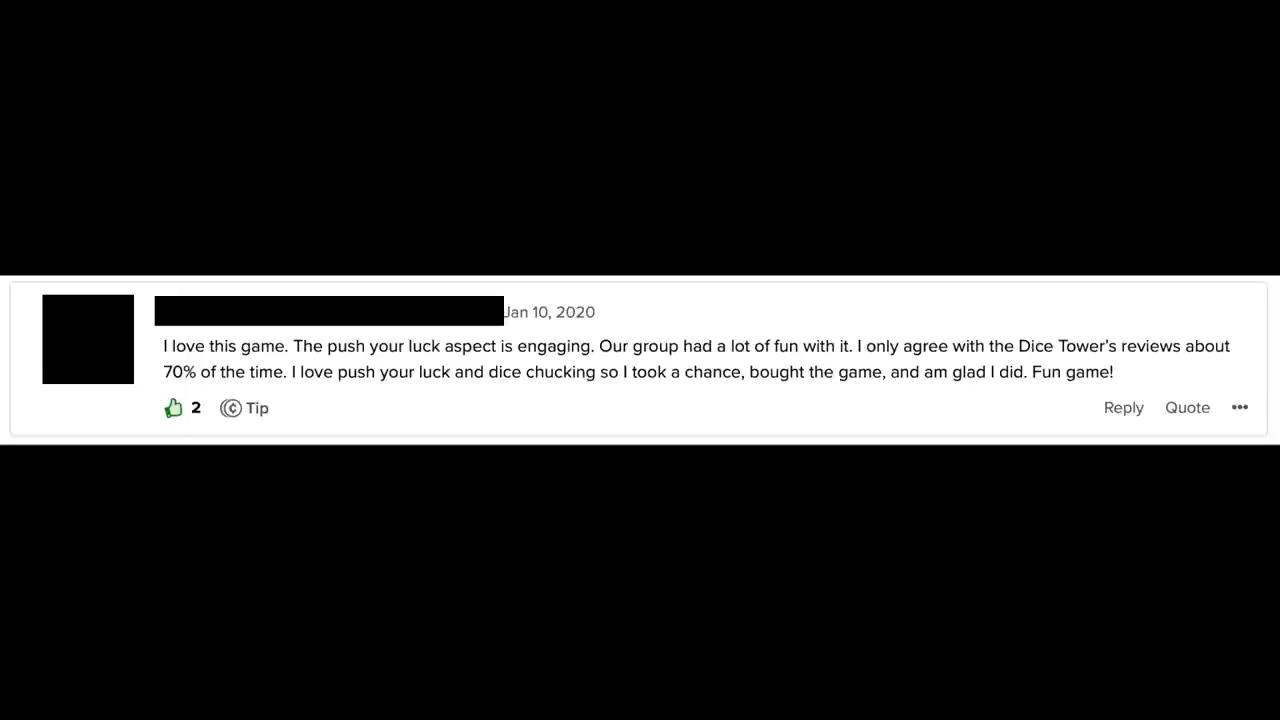 Jan 10, 2020
I love this game. The push your luck aspect is engaging. Our group had a lot of fun with it. I only agree with the Dice Tower's reviews about
70% of the time. I love push your luck and dice chucking so I took a chance, bought the game, and am glad I did. Fun game!
2 Tip Reply Quote •••